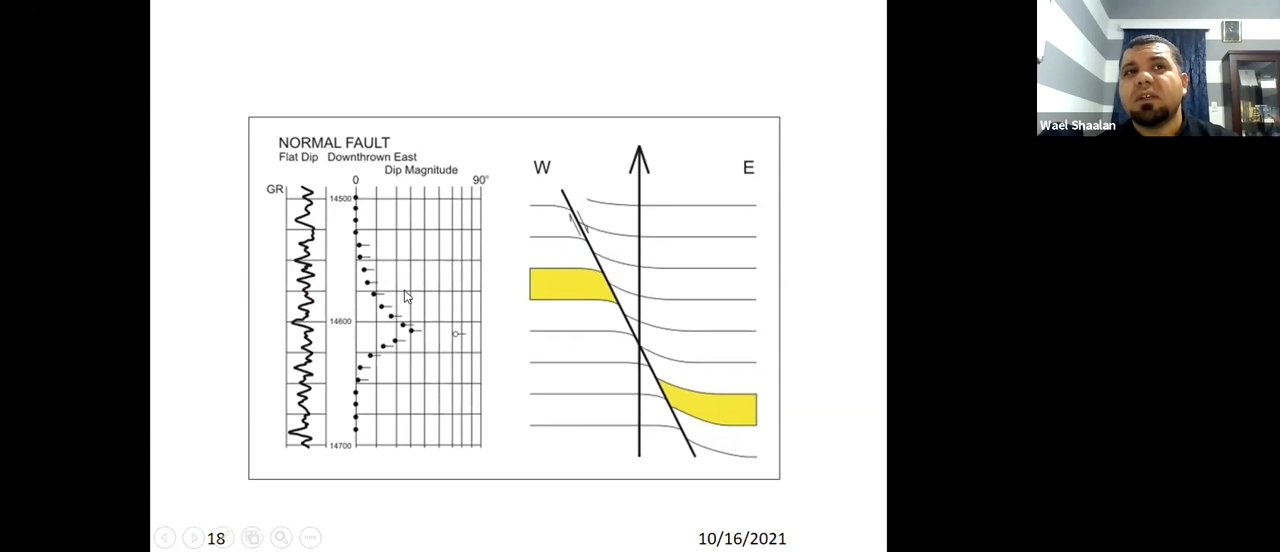 NORMAL FAULT
Flat Dip Downthrown East
Dip Magnitude
0 90°
GR
14500
14600
14700
W E
18
10/16/2021
Wael Shaalan